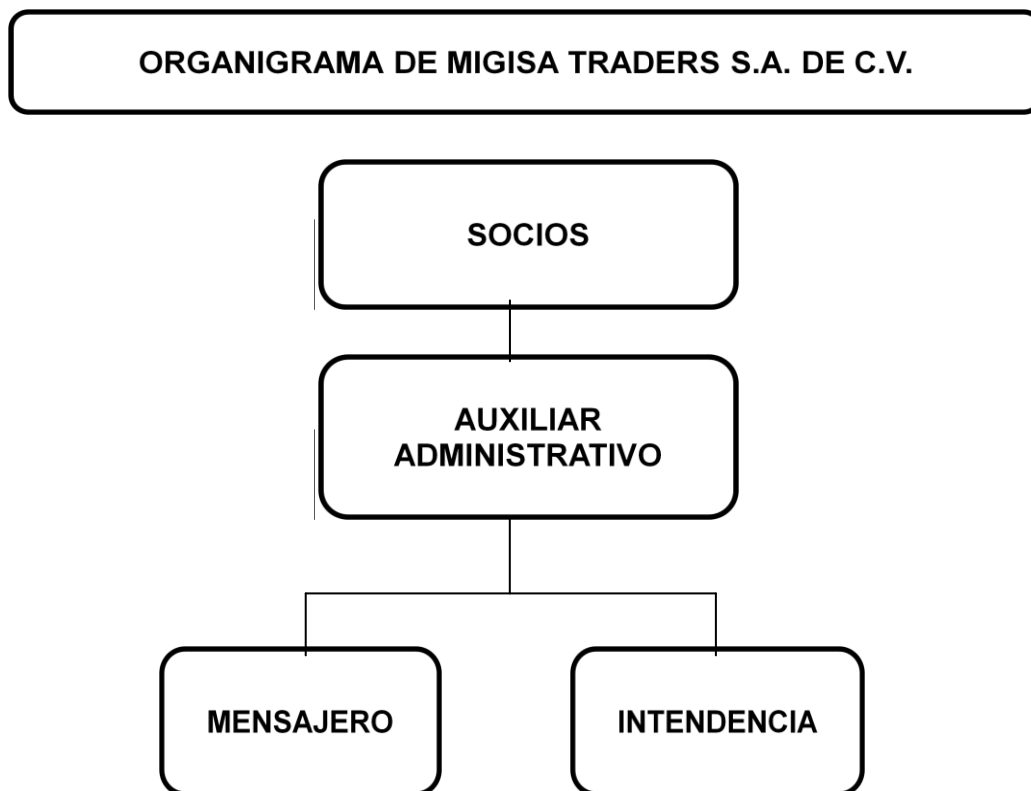 ORGANIGRAMA DE MIGISA TRADERS S.A. DE C.V.
SOCIOS
AUXILIAR
ADMINISTRATIVO
MENSAJERO
INTENDENCIA